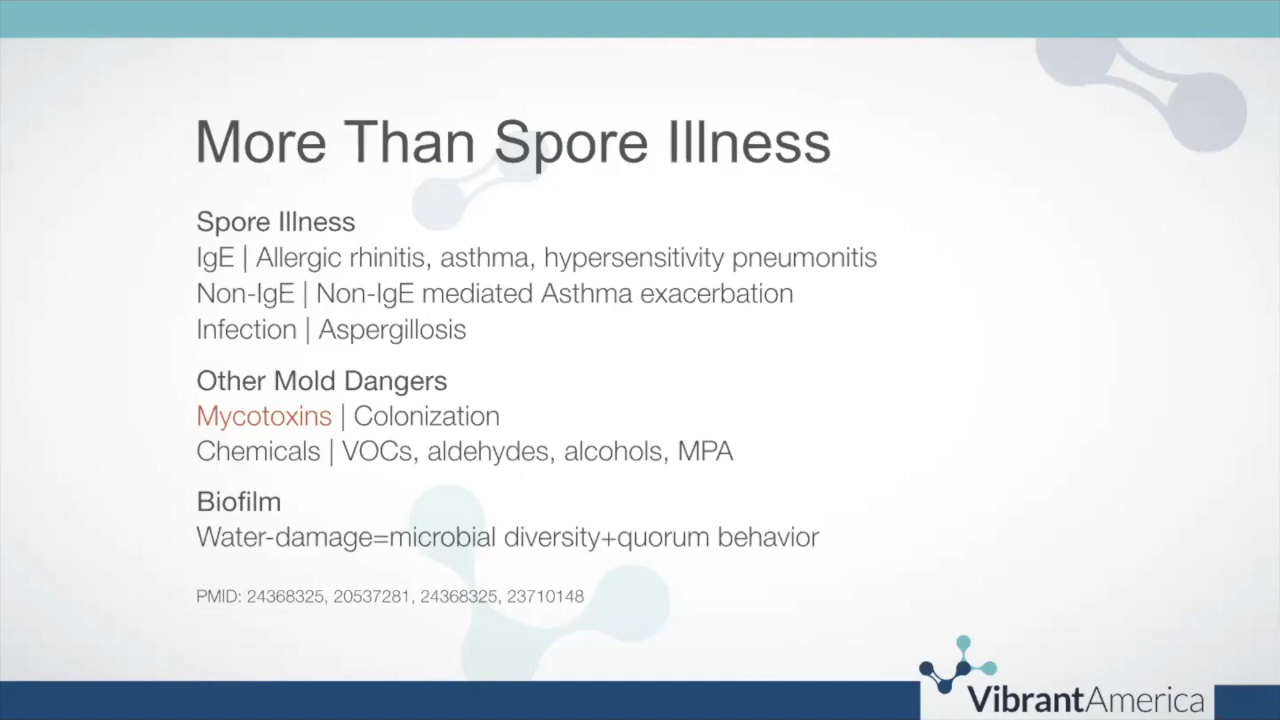 More Than Spore Illness
Spore Illness
IgE | Allergic rhinitis, asthma, hypersensitivity pneumonitis
Non-IgE | Non-IgE mediated Asthma exacerbation
Infection | Aspergillosis
Other Mold Dangers
Mycotoxins | Colonization
Chemicals | VOCs, aldehydes, alcohols, MPA
Biofilm
Water-damage=microbial diversity+quorum behavior
PMID: 24368325, 20537281, 24368325, 23710148
VibrantAmerica